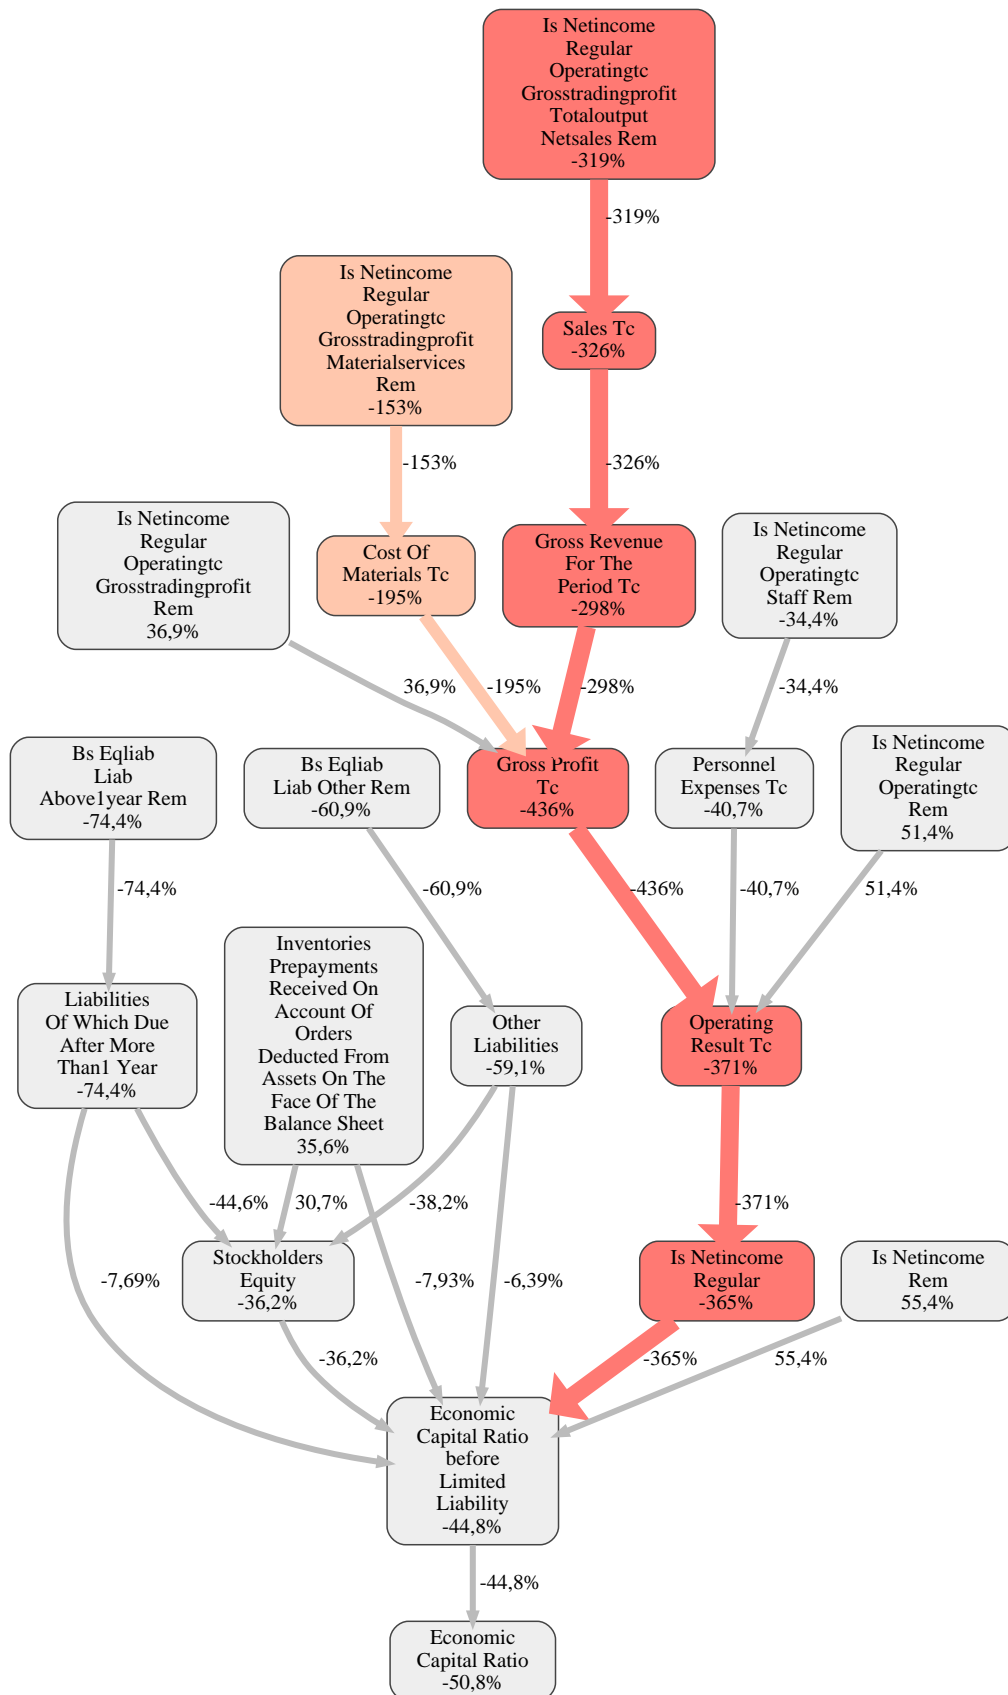 Is Netincome
Regular
Operatingtc
Grosstradingprofit
Totaloutput
Netsales Rem
-319%
-319%
Is Netincome
Regular
Operatingtc
Grosstradingprofit
Materialservices
Rem
-153%
Sales Tc
-326%
-153%
-326%
Is Netincome
Regular
Operatingtc
Grosstradingprofit
Rem
36,9%
Cost Of
Materials Tc
-195%
Gross Revenue
For The
Period Tc
-298%
Is Netincome
Regular
Operatingtc
Staff Rem
-34,4%
36,9%
-195%
-298%
-34,4%
Bs Eqliab
Liab
Above1year Rem
-74,4%
Bs Eqliab
Liab Other Rem
-60,9%
Gross Profit
Tc
-436%
Personnel
Expenses Tc
-40,7%
Is Netincome
Regular
Operatingtc
Rem
51,4%
-74,4%
-60,9%
-436%
-40,7%
51,4%
Liabilities
Of Which Due
After More
Than1 Year
-74,4%
Inventories
Prepayments
Received On
Account Of
Orders
Deducted From
Assets On The
Face Of The
Balance Sheet
35,6%
Other
Liabilities
-59,1%
Operating
Result Tc
-371%
-44,6%
30,7%
-38,2%
-371%
Stockholders
Equity
-36,2%
Is Netincome
Regular
-365%
Is Netincome
Rem
55,4%
-7,69%
-7,93%
-6,39%
-36,2%
-365%
55,4%
Economic
Capital Ratio
before
Limited
Liability
-44,8%
-44,8%
Economic
Capital Ratio
-50,8%